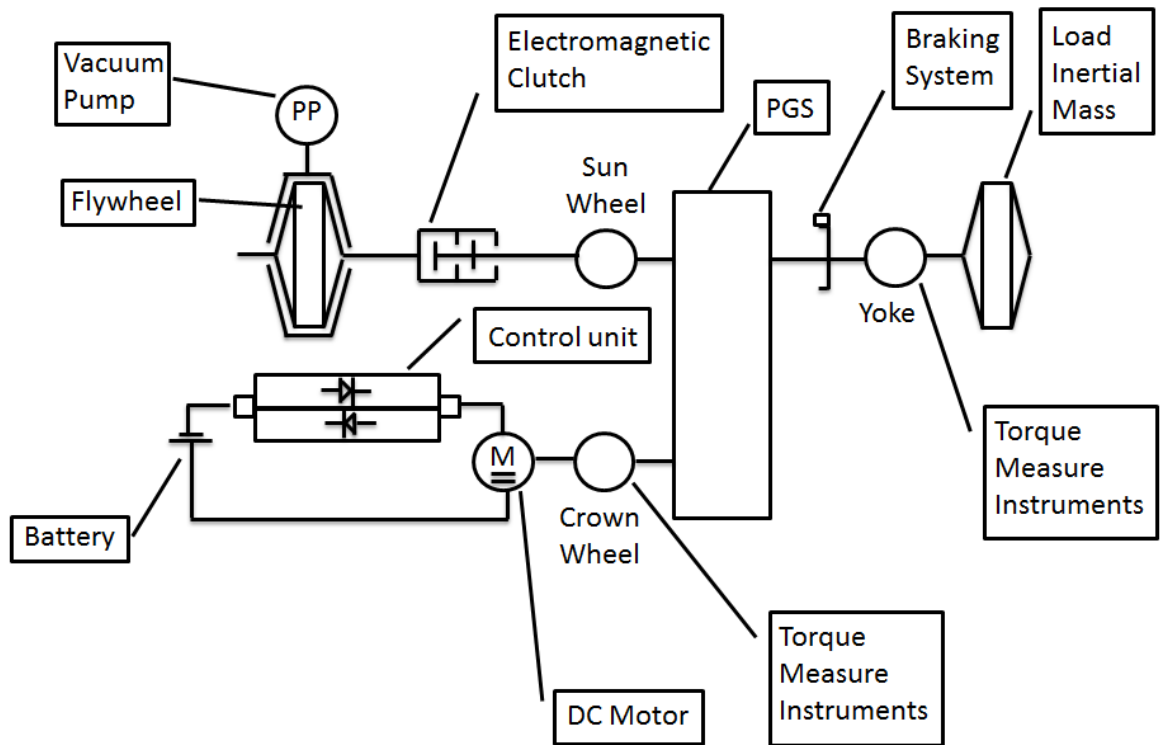 Vacuum
Pump
PP
Electromagnetic
Clutch
Braking
System
Load
Inertial
Mass
PGS
Flywheel
Sun
Wheel
Yoke
Control unit
M
Crown
Wheel
Battery
Torque
Measure
Instruments
Torque
Measure
Instruments
DC Motor